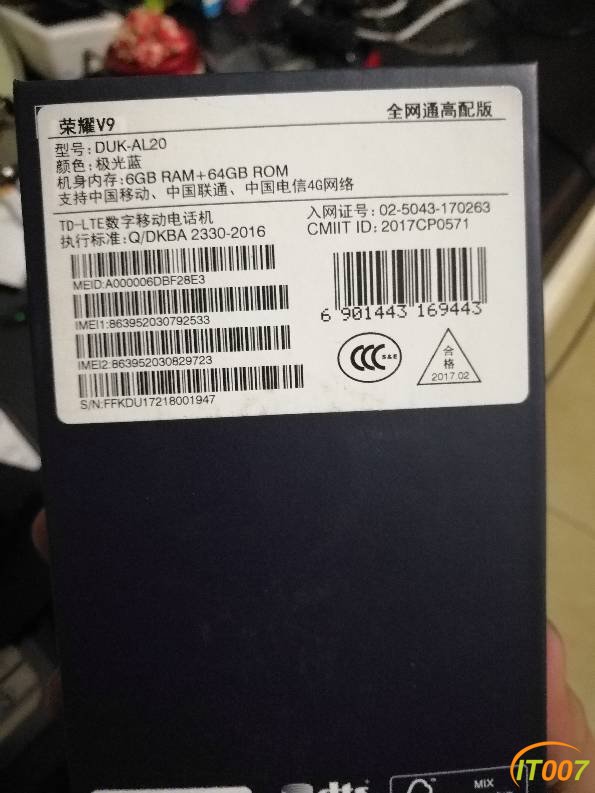 荣耀V9
全网通高配版
型号: DUK-AL20
颜色: 极光蓝
机身内存: 6GB RAM+64GB ROM
支持中国移动、中国联通、中国电信4G网络
TD-LTE数字移动电话机
执行标准: Q/DKBA 2330-2016
入网证号: 02-5043-170263
CMIIT ID: 2017CP0571
MEID:A000006DBF28E3
IMEI1:863952030792533
IMEI2:863952030829723
S/N:FFKDU17218001947
6 901443 169443
CCC S&E
合
格
2017.02
dts
MIX
IT007